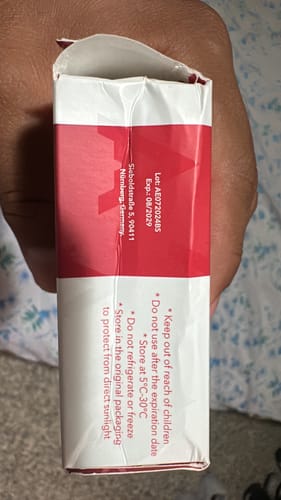 Lot: AE072024BS
Exp.: 08/2029
Sieboldstraße 5, 90411
Nürnberg, Germany.
* Keep out of reach of children
* Do not use after the expiration date
* Store at 5°C-30°C
* Do not refrigerate or freeze
* Store in the original packaging
to protect from direct sunlight